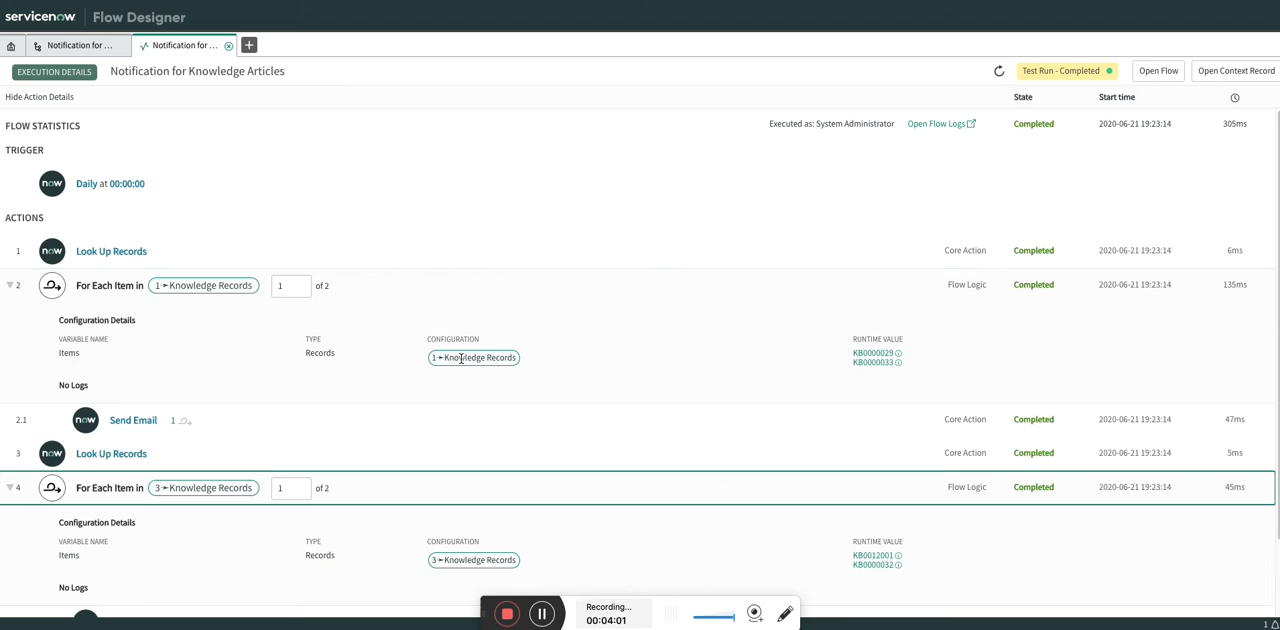 servicenow Flow Designer
Notification for ... Notification for ...
EXECUTION DETAILS Notification for Knowledge Articles Test Run - Completed Open Flow Open Context Record
Hide Action Details State Start time
FLOW STATISTICS Executed as: System Administrator Open Flow Logs Completed 2020-06-21 19:23:14 305ms
TRIGGER
now Daily at 00:00:00
ACTIONS
1 now Look Up Records Core Action Completed 2020-06-21 19:23:14 6ms
2 For Each Item in 1 ➛ Knowledge Records 1 of 2 Flow Logic Completed 2020-06-21 19:23:14 135ms
Configuration Details
VARIABLE NAME TYPE CONFIGURATION RUNTIME VALUE
Items Records 1 ➛ Knowledge Records KB0000029
KB0000033
No Logs
2.1 now Send Email 1 Core Action Completed 2020-06-21 19:23:14 47ms
3 now Look Up Records Core Action Completed 2020-06-21 19:23:14 5ms
4 For Each Item in 3 ➛ Knowledge Records 1 of 2 Flow Logic Completed 2020-06-21 19:23:14 45ms
Configuration Details
VARIABLE NAME TYPE CONFIGURATION RUNTIME VALUE
Items Records 3 ➛ Knowledge Records KB0012001
KB0000032
No Logs
Recording...
00:04:01
1